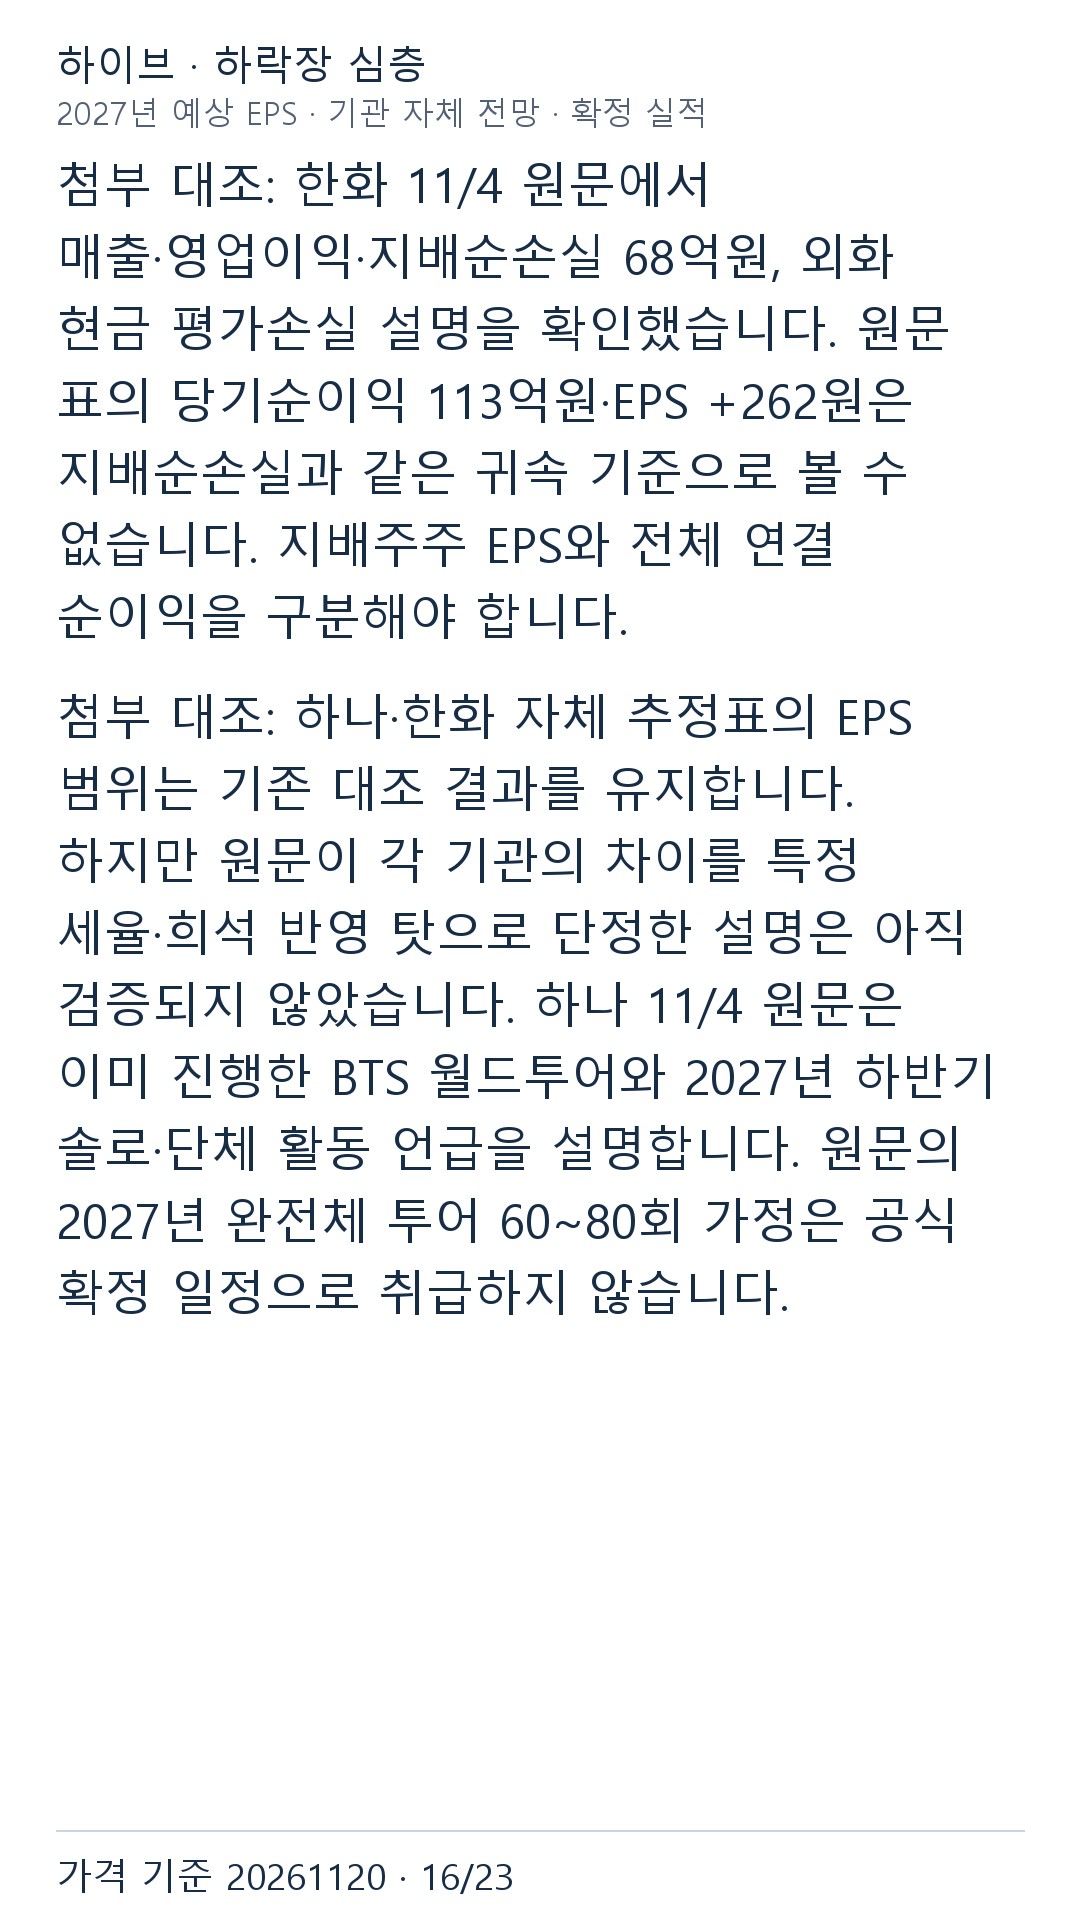 하이브 · 하락장 심층
2027년 예상 EPS · 기관 자체 전망 · 확정 실적
첨부 대조: 한화 11/4 원문에서
매출·영업이익·지배순손실 68억원, 외화
현금 평가손실 설명을 확인했습니다. 원문
표의 당기순이익 113억원·EPS +262원은
지배순손실과 같은 귀속 기준으로 볼 수
없습니다. 지배주주 EPS와 전체 연결
순이익을 구분해야 합니다.
첨부 대조: 하나·한화 자체 추정표의 EPS
범위는 기존 대조 결과를 유지합니다.
하지만 원문이 각 기관의 차이를 특정
세율·희석 반영 탓으로 단정한 설명은 아직
검증되지 않았습니다. 하나 11/4 원문은
이미 진행한 BTS 월드투어와 2027년 하반기
솔로·단체 활동 언급을 설명합니다. 원문의
2027년 완전체 투어 60~80회 가정은 공식
확정 일정으로 취급하지 않습니다.
가격 기준 20261120 · 16/23